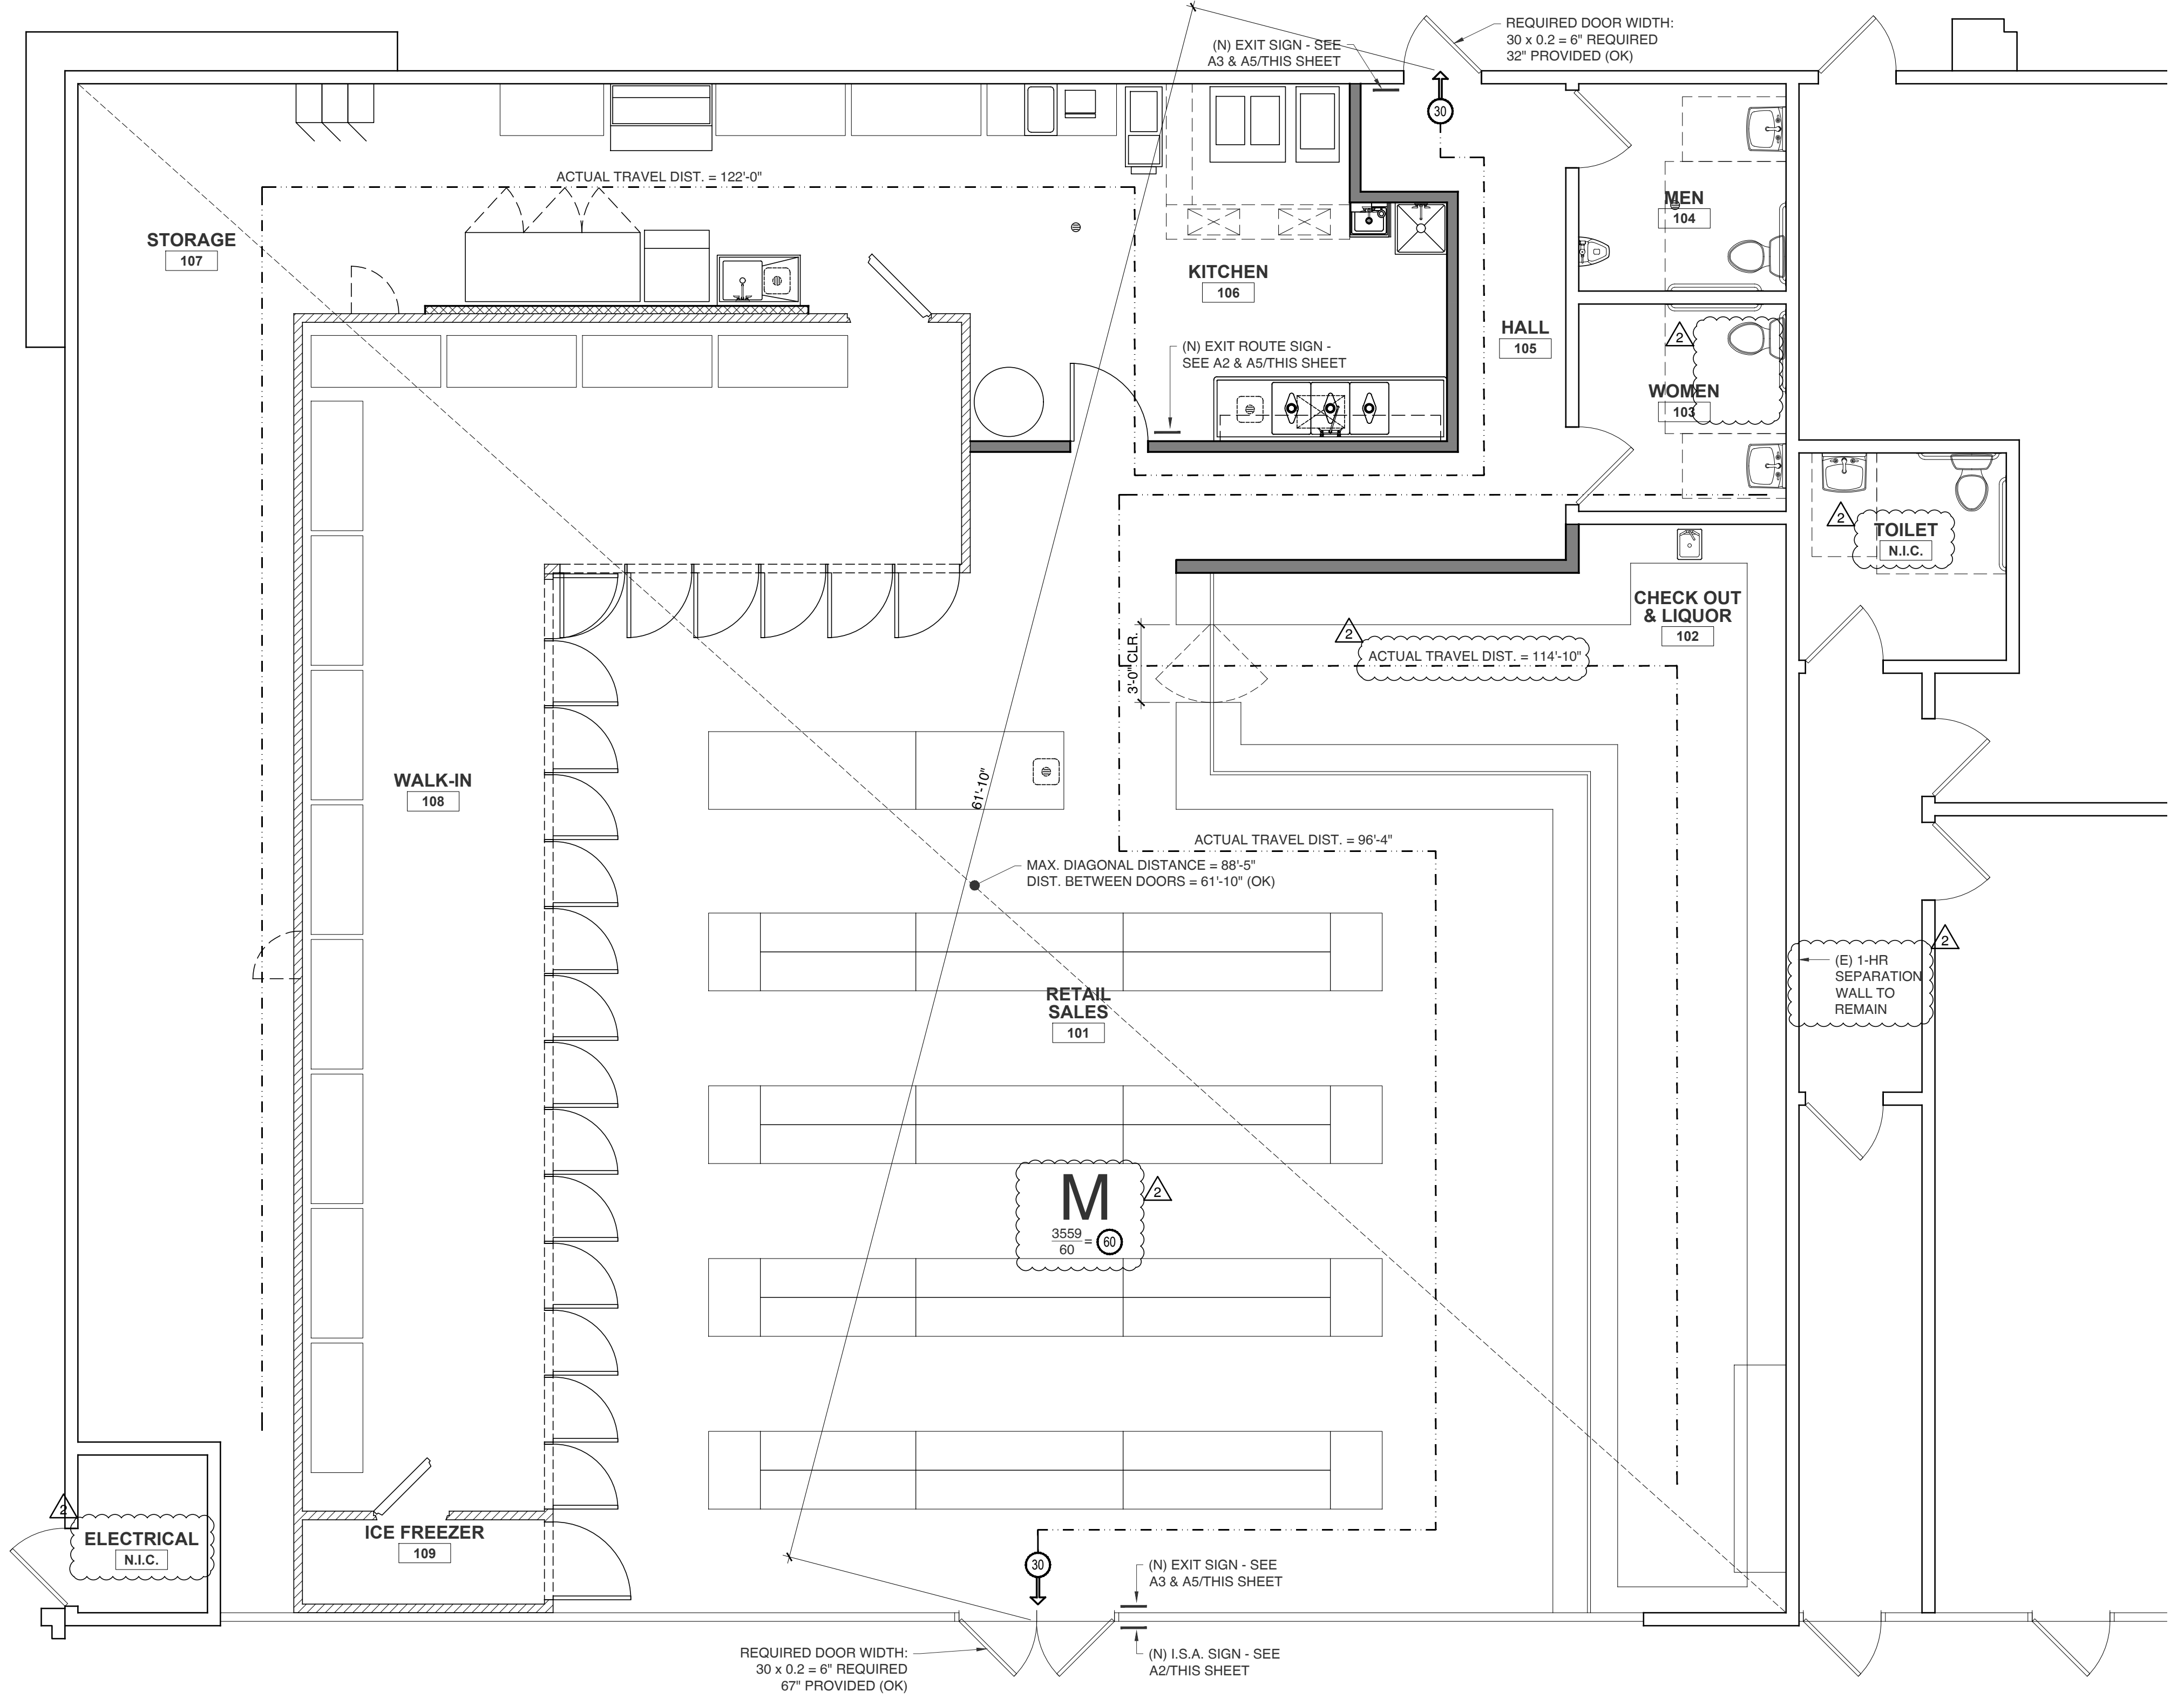 REQUIRED DOOR WIDTH:
30 x 0.2 = 6" REQUIRED
32" PROVIDED (OK)
(N) EXIT SIGN - SEE
A3 & A5/THIS SHEET
30
ACTUAL TRAVEL DIST. = 122'-0"
STORAGE
107
MEN
104
KITCHEN
106
HALL
105
(N) EXIT ROUTE SIGN -
SEE A2 & A5/THIS SHEET
2
WOMEN
103
2
TOILET
N.I.C.
CHECK OUT
& LIQUOR
102
2
ACTUAL TRAVEL DIST. = 114'-10"
3'-0" CLR.
WALK-IN
108
61'-10"
ACTUAL TRAVEL DIST. = 96'-4"
MAX. DIAGONAL DISTANCE = 88'-5"
DIST. BETWEEN DOORS = 61'-10" (OK)
2
(E) 1-HR
SEPARATION
WALL TO
REMAIN
RETAIL
SALES
101
M
2
3559
60
= 60
2
ELECTRICAL
N.I.C.
ICE FREEZER
109
30
(N) EXIT SIGN - SEE
A3 & A5/THIS SHEET
(N) I.S.A. SIGN - SEE
A2/THIS SHEET
REQUIRED DOOR WIDTH:
30 x 0.2 = 6" REQUIRED
67" PROVIDED (OK)